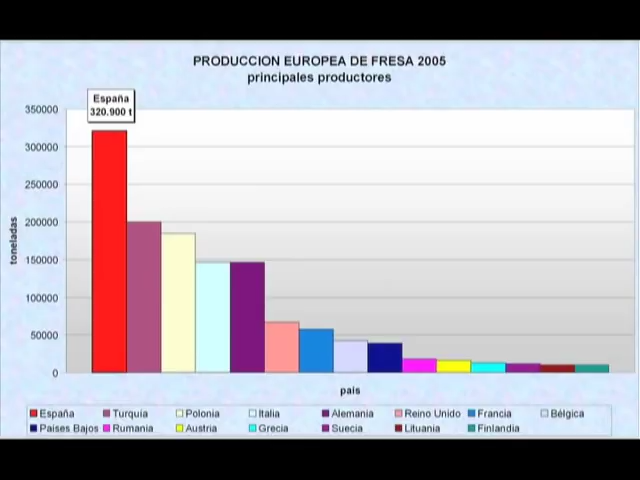 PRODUCCION EUROPEA DE FRESA 2005
principales productores
España
320.900 t
350000
300000
250000
200000
150000
100000
50000
0
toneladas
pais
España Turquia Polonia Italia Alemania Reino Unido Francia Bélgica
Paises Bajos Rumania Austria Grecia Suecia Lituania Finlandia